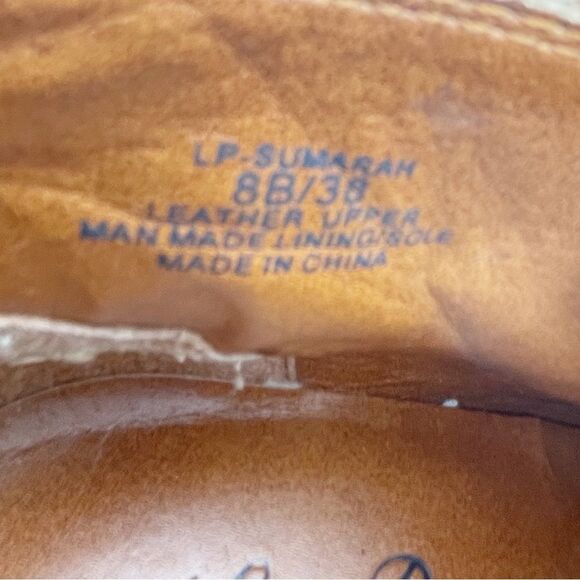 LP-SUMARAH
8B/38
LEATHER UPPER
MAN MADE LINING/SOLE
MADE IN CHINA